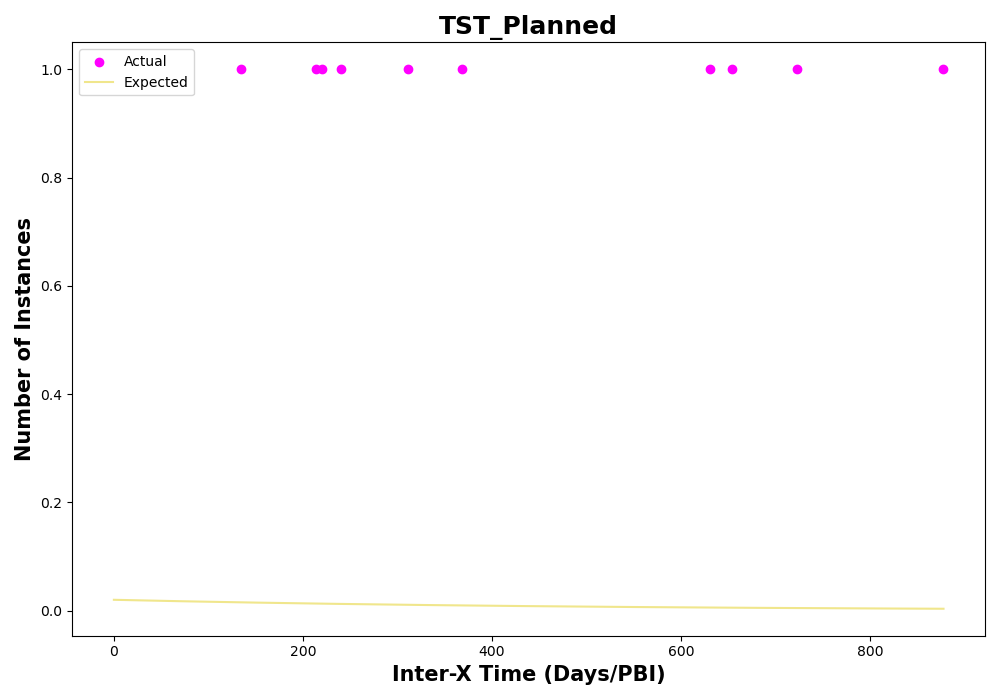 TST_Planned
Actual
Expected
Number of Instances
1.0
0.8
0.6
0.4
0.2
0.0
0
200
400
600
800
Inter-X Time (Days/PBI)